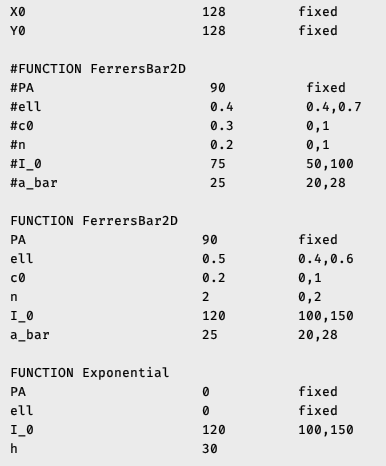 X0 128 fixed
Y0 128 fixed
#FUNCTION FerrersBar2D
#PA 90 fixed
#ell 0.4 0.4,0.7
#c0 0.3 0,1
#n 0.2 0,1
#I_0 75 50,100
#a_bar 25 20,28
FUNCTION FerrersBar2D
PA 90 fixed
ell 0.5 0.4,0.6
c0 0.2 0,1
n 2 0,2
I_0 120 100,150
a_bar 25 20,28
FUNCTION Exponential
PA 0 fixed
ell 0 fixed
I_0 120 100,150
h 30